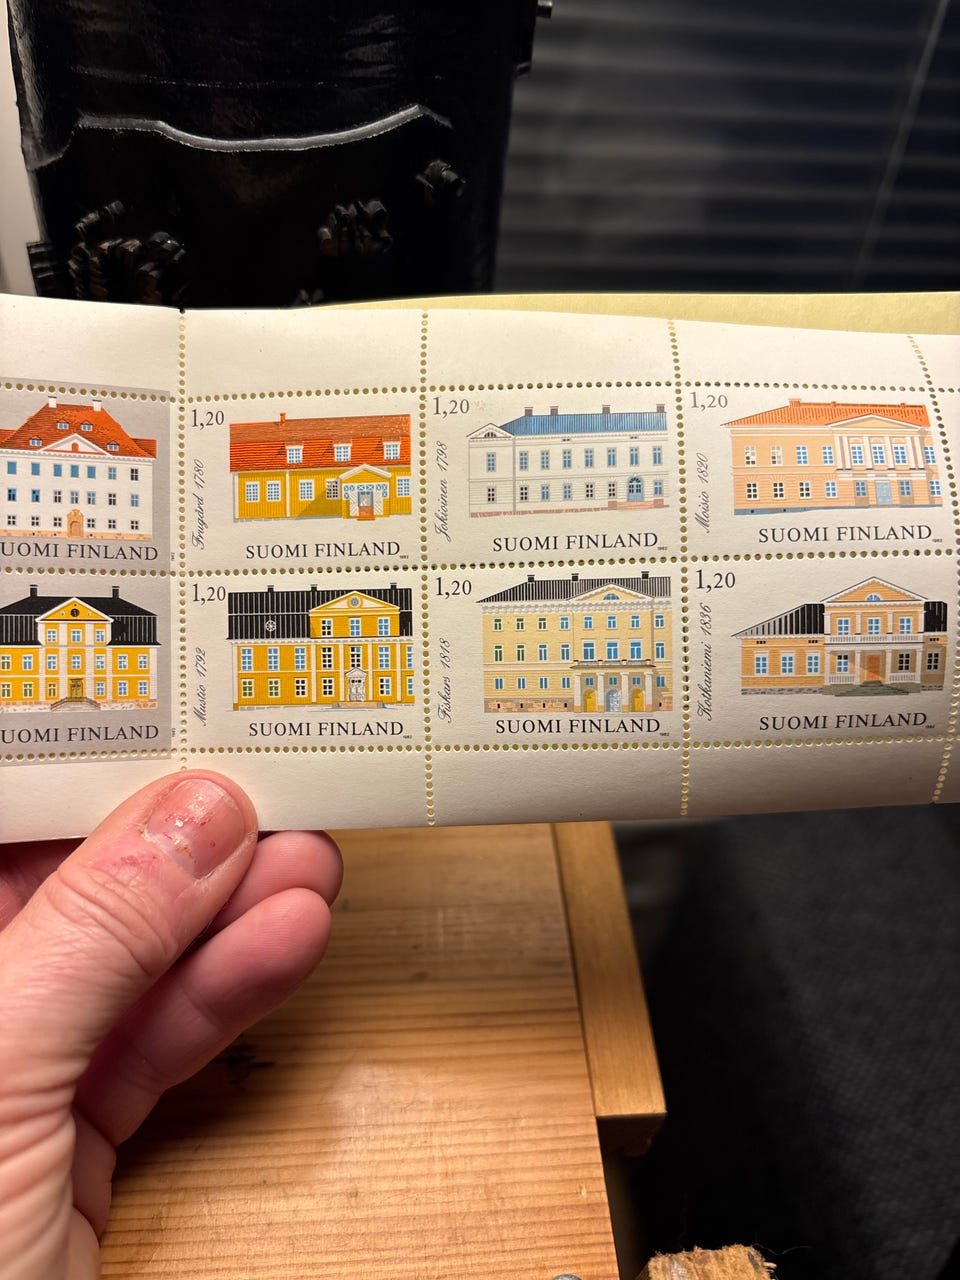 UOMI FINLAND
1,20
Frugård 1780
SUOMI FINLAND
1982
1,20
Jokioinen 1798
SUOMI FINLAND
1982
1,20
Moisio 1820
SUOMI FINLAND
1982
UOMI FINLAND
1,20
Mustio 1792
SUOMI FINLAND
1982
1,20
Fiskars 1818
SUOMI FINLAND
1982
1,20
Kotkaniemi 1836
SUOMI FINLAND
1982